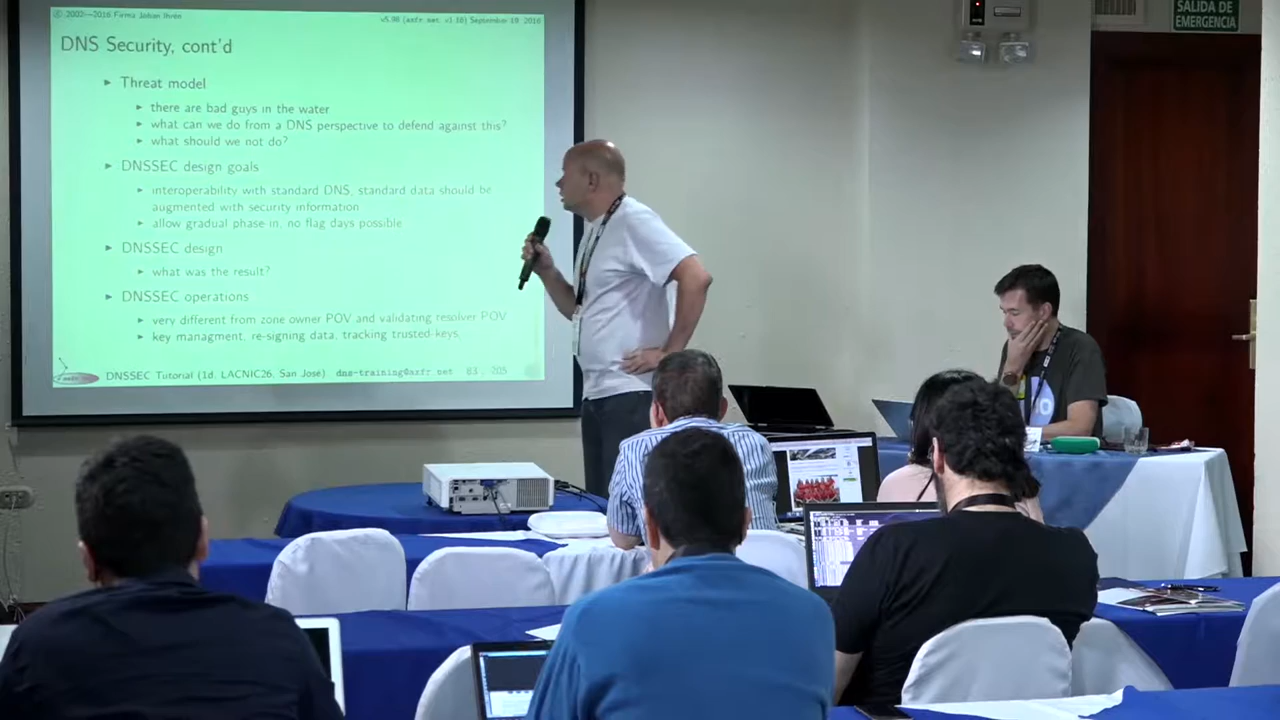 © 2002—2016 Firma Johan Ihrén
v5.98 (axfr.net, v1.10) September 19, 2016
DNS Security, cont'd
Threat model
there are bad guys in the water
what can we do from a DNS perspective to defend against this?
what should we not do?
DNSSEC design goals
interoperability with standard DNS, standard data should be
augmented with security information
allow gradual phase-in, no flag days possible
DNSSEC design
what was the result?
DNSSEC operations
very different from zone owner POV and validating resolver POV
key managment, re-signing data, tracking trusted-keys,
DNSSEC Tutorial (1d, LACNIC26, San José) dns-training@axfr.net 83, 205
SALIDA DE
EMERGENCIA